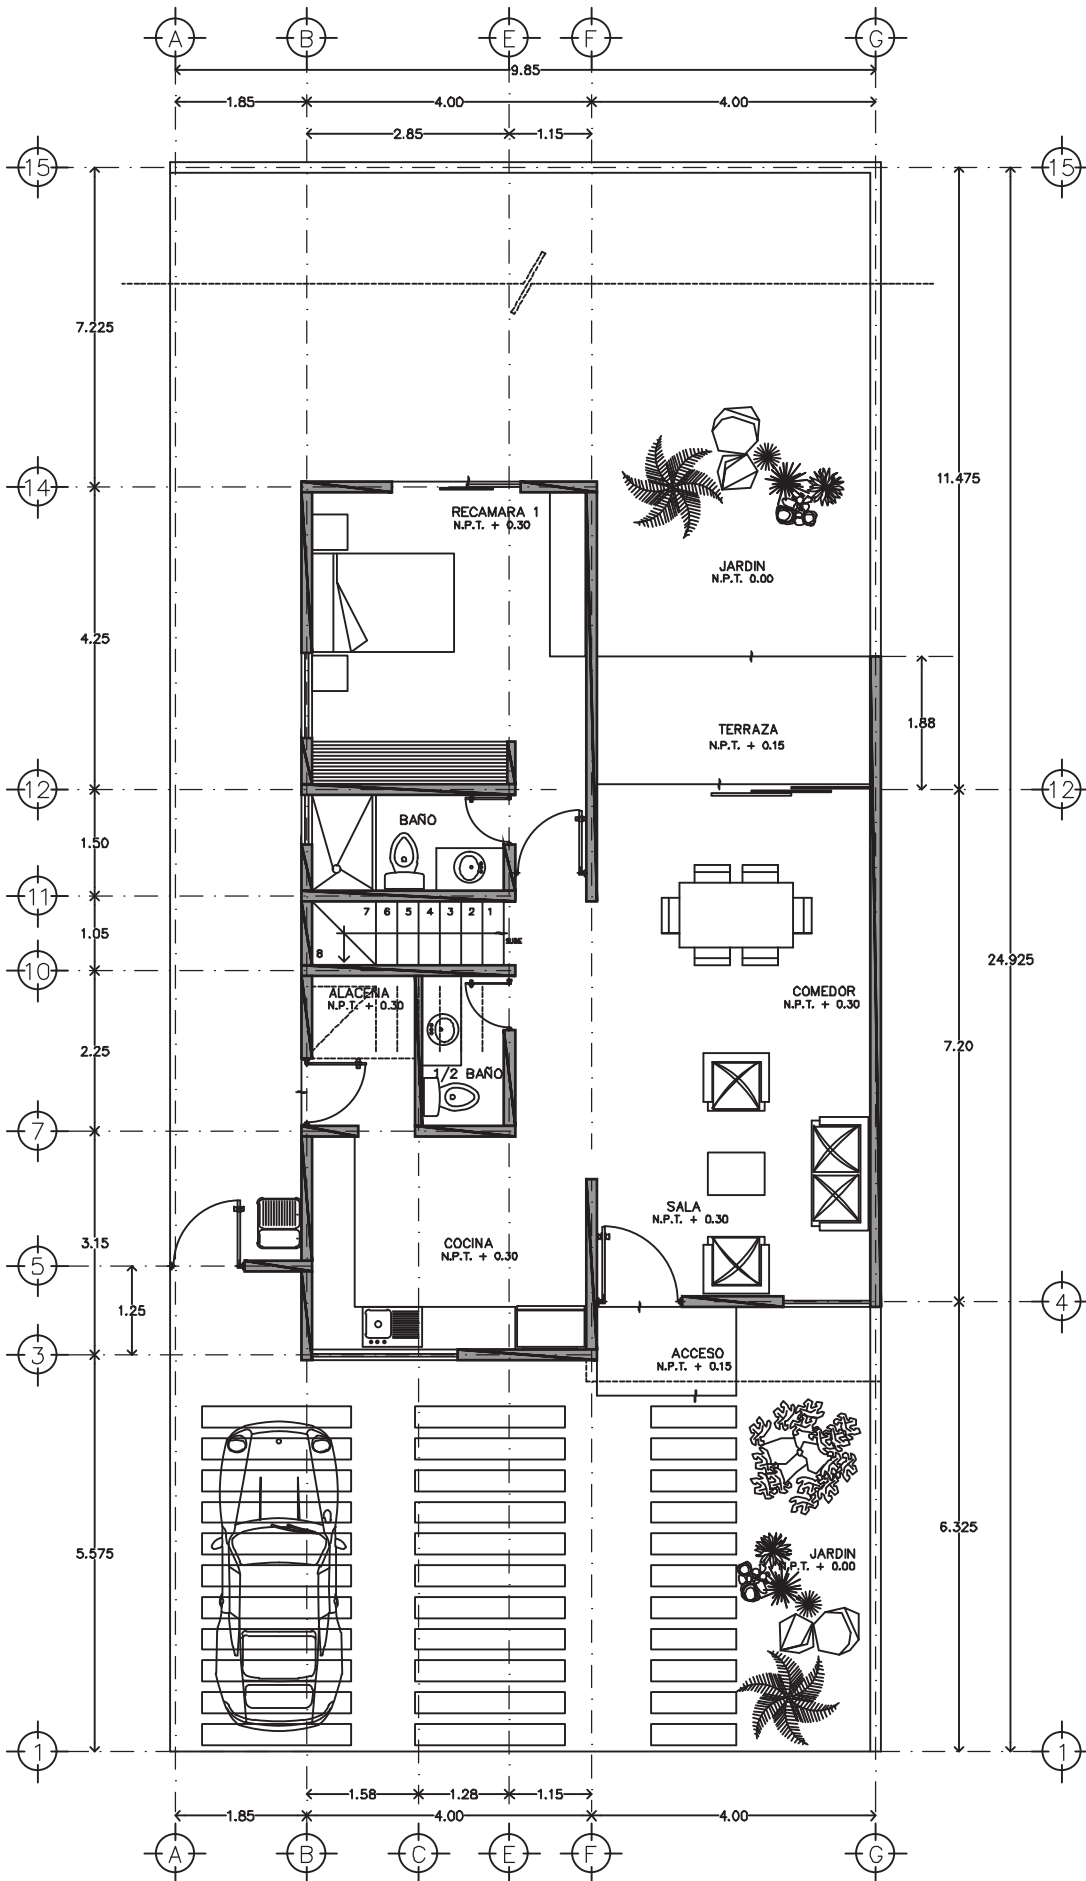 A B E F G
9.85
1.85 4.00 4.00
2.85 1.15
15 15
7.225
14
11.475
RECAMARA 1
N.P.T. + 0.30
JARDIN
N.P.T. 0.00
4.25
1.88
TERRAZA
N.P.T. + 0.15
12 12
BAÑO
1.50
11
7 6 5 4 3 2 1
1.05
SUBE
8
24.925
10
ALACENA
N.P.T. + 0.30
COMEDOR
N.P.T. + 0.30
2.25
7.20
1/2 BAÑO
7
SALA
N.P.T. + 0.30
3.15
COCINA
N.P.T. + 0.30
5
1.25
4
3
ACCESO
N.P.T. + 0.15
6.325
5.575
JARDIN
N.P.T. + 0.00
1 1
1.58 1.28 1.15
1.85 4.00 4.00
A B C E F G